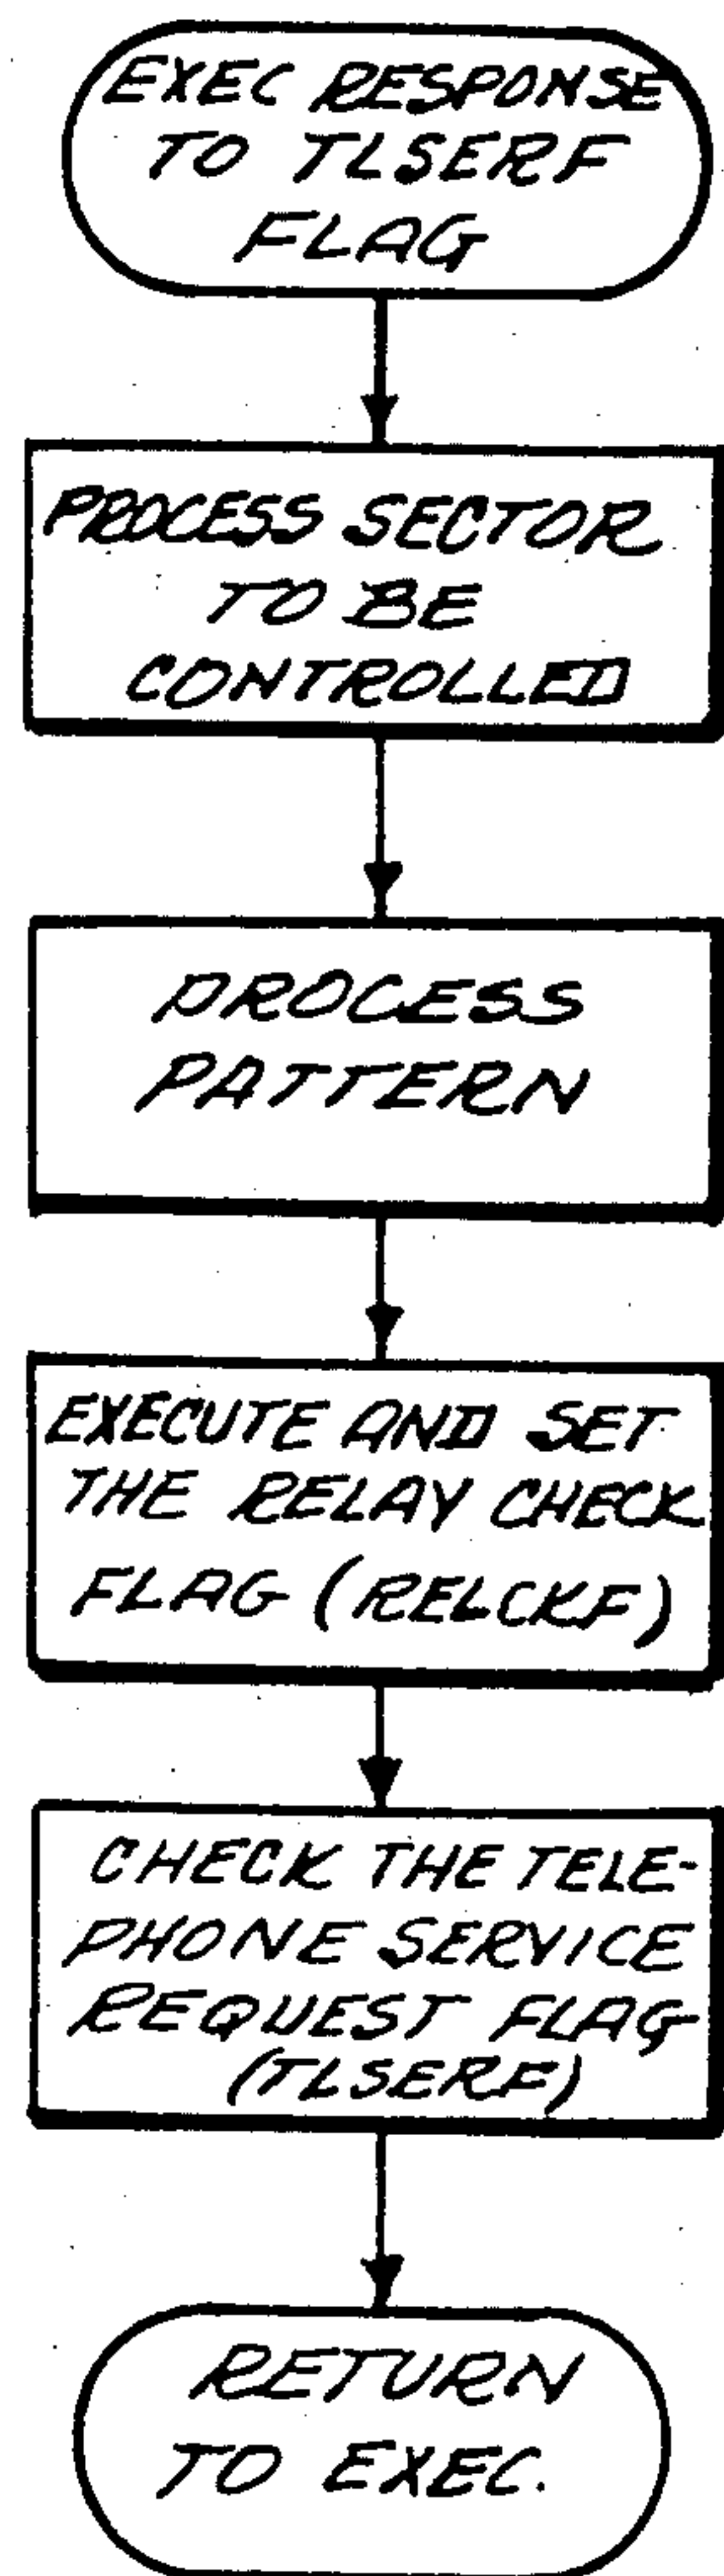 EXEC RESPONSE
TO TLSERF
FLAG
PROCESS SECTOR
TO BE
CONTROLLED
PROCESS
PATTERN
EXECUTE AND SET
THE RELAY CHECK
FLAG (RELCKF)
CHECK THE TELE-
PHONE SERVICE
REQUEST FLAG
(TLSERF)
RETURN
TO EXEC.